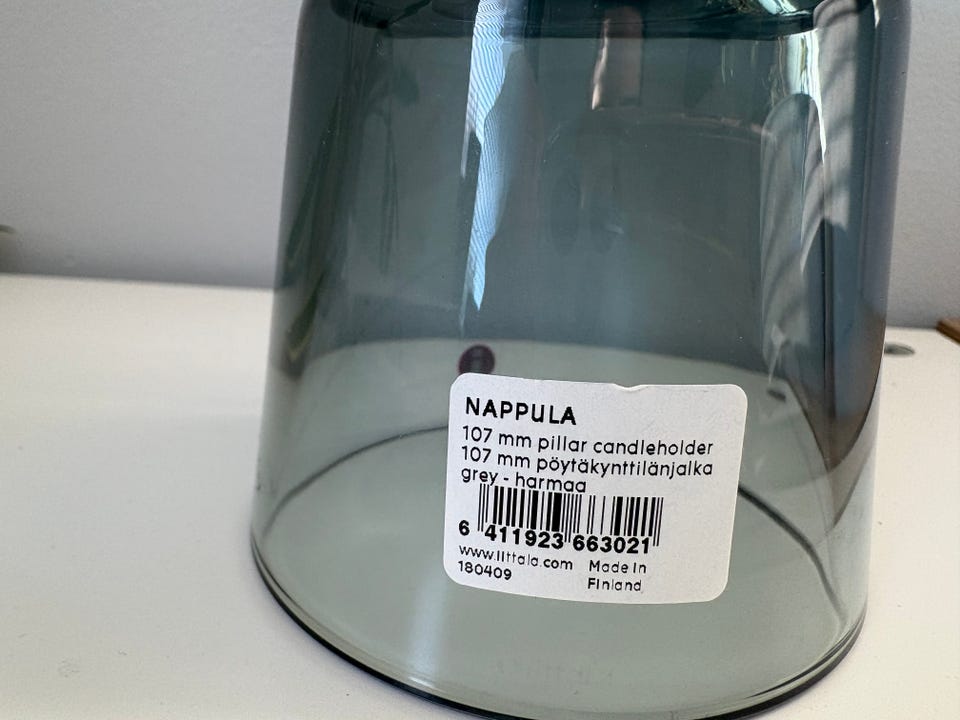 NAPPULA
107 mm pillar candleholder
107 mm pöytäkynttilänjalka
grey - harmaa
6 411923 663021
www.iittala.com Made in
180409 Finland